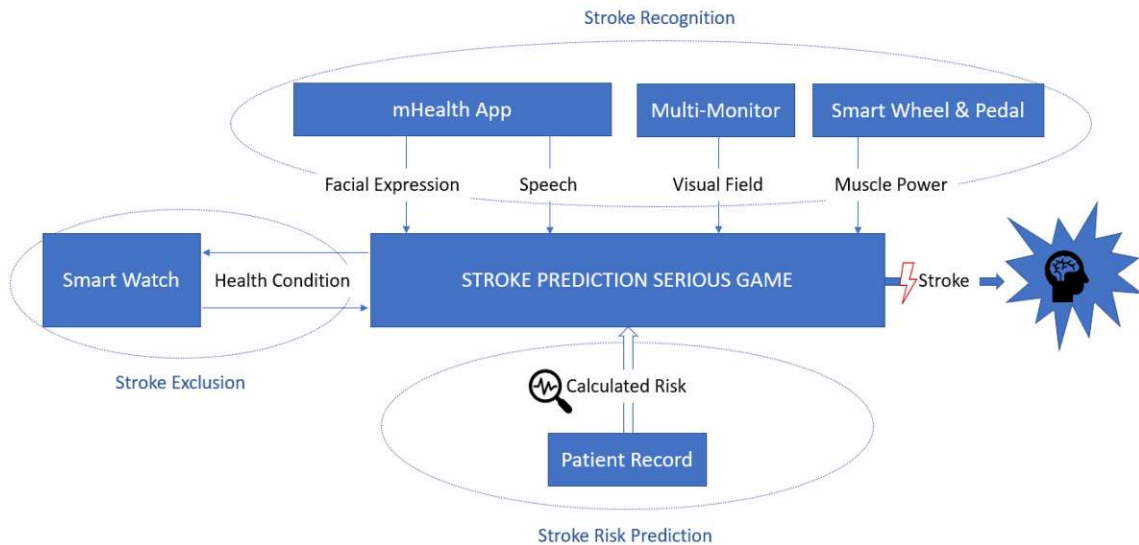 Stroke Recognition
mHealth App
Multi-Monitor
Smart Wheel & Pedal
Facial Expression
Speech
Visual Field
Muscle Power
Smart Watch
Health Condition
STROKE PREDICTION SERIOUS GAME
Stroke
Stroke Exclusion
Calculated Risk
Patient Record
Stroke Risk Prediction